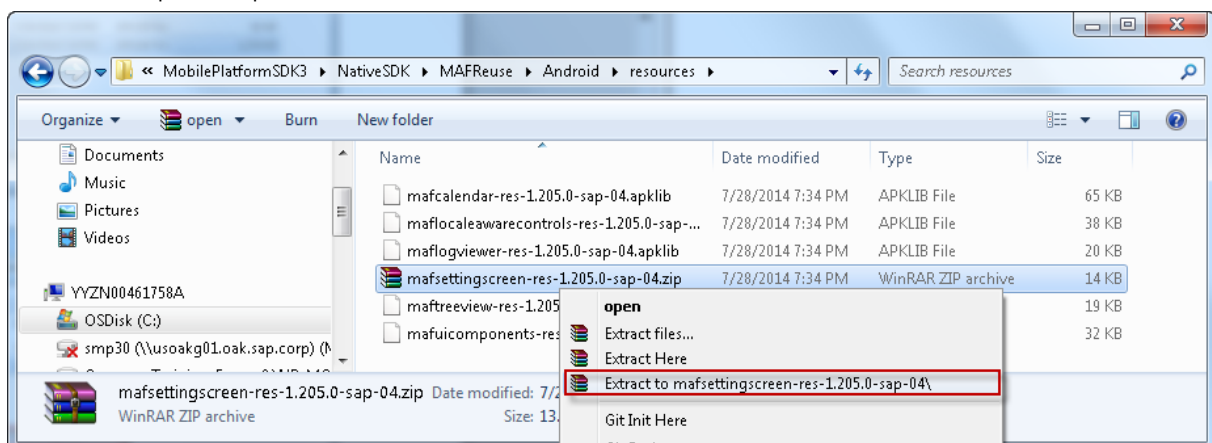 « MobilePlatformSDK3 ▸ NativeSDK ▸ MAFReuse ▸ Android ▸ resources ▸
Search resources
Organize open Burn New folder
Documents
Music
Pictures
Videos
YYZN00461758A
OSDisk (C:)
smp30 (\\usoakg01.oak.sap.corp) (
Name Date modified Type Size
mafcalendar-res-1.205.0-sap-04.apklib 7/28/2014 7:34 PM APKLIB File 65 KB
maflocaleawarecontrols-res-1.205.0-sap-... 7/28/2014 7:34 PM APKLIB File 38 KB
maflogviewer-res-1.205.0-sap-04.apklib 7/28/2014 7:34 PM APKLIB File 20 KB
mafsettingscreen-res-1.205.0-sap-04.zip 7/28/2014 7:34 PM WinRAR ZIP archive 14 KB
maftreeview-res-1.205 19 KB
mafuicomponents-res 32 KB
open
Extract files...
Extract Here
Extract to mafsettingscreen-res-1.205.0-sap-04\
Git Init Here
mafsettingscreen-res-1.205.0-sap-04.zip Date modified: 7/2
WinRAR ZIP archive Size: 13.